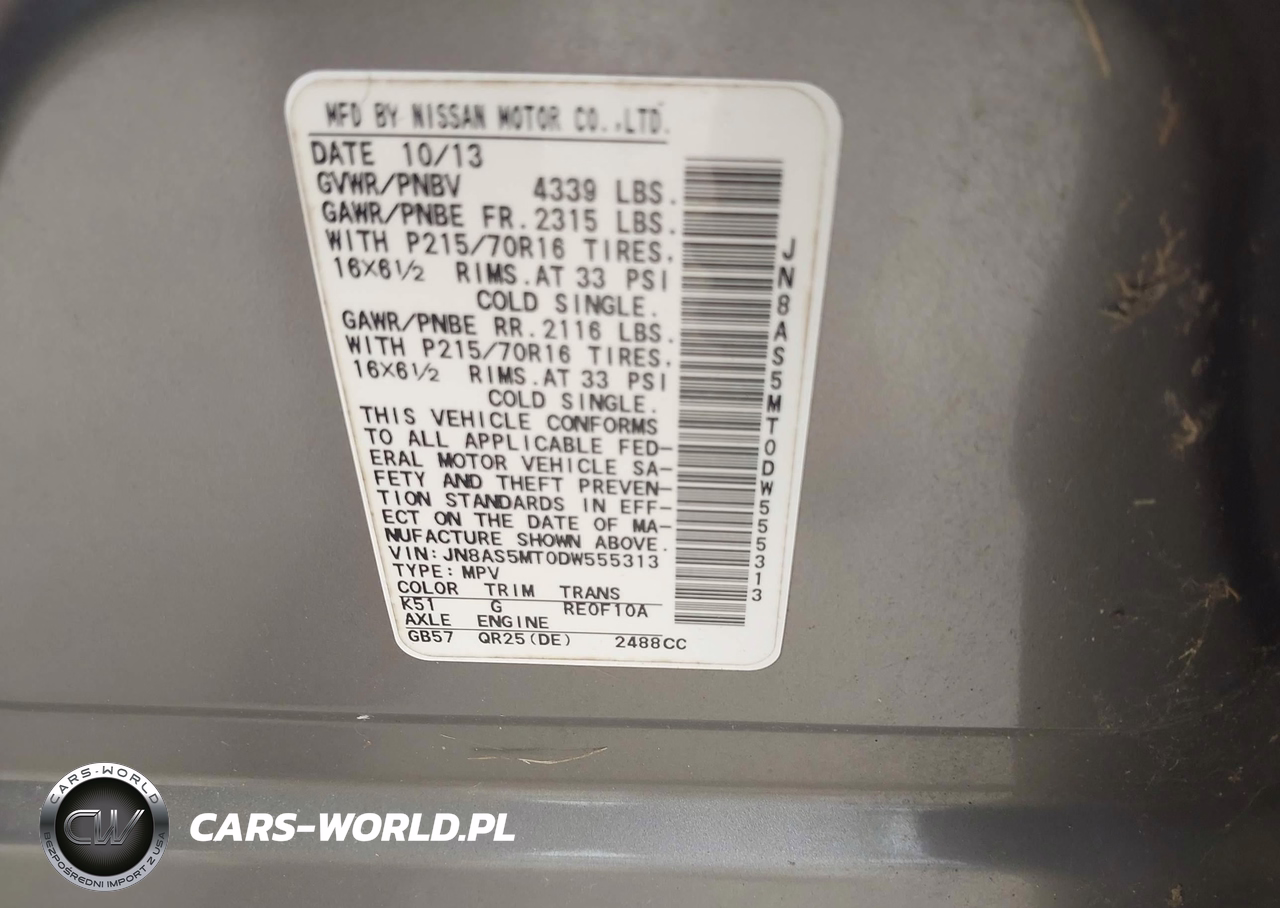 MFD BY NISSAN MOTOR CO.,LTD.
DATE 10/13
GVWR/PNBV 4339 LBS.
GAWR/PNBE FR. 2315 LBS.
WITH P215/70R16 TIRES.
16X6½ RIMS. AT 33 PSI
COLD SINGLE.
GAWR/PNBE RR. 2116 LBS.
WITH P215/70R16 TIRES.
16X6½ RIMS. AT 33 PSI
COLD SINGLE.
THIS VEHICLE CONFORMS
TO ALL APPLICABLE FED-
ERAL MOTOR VEHICLE SA-
FETY AND THEFT PREVEN-
TION STANDARDS IN EFF-
ECT ON THE DATE OF MA-
NUFACTURE SHOWN ABOVE.
VIN: JN8AS5MT0DW555313
TYPE: MPV
COLOR TRIM TRANS
K51 G RE0F10A
AXLE ENGINE
GB57 QR25(DE) 2488CC
JN8AS5MT0DW555313
CARS-WORLD
CW
BEZPOŚREDNI IMPORT Z USA
CARS-WORLD.PL